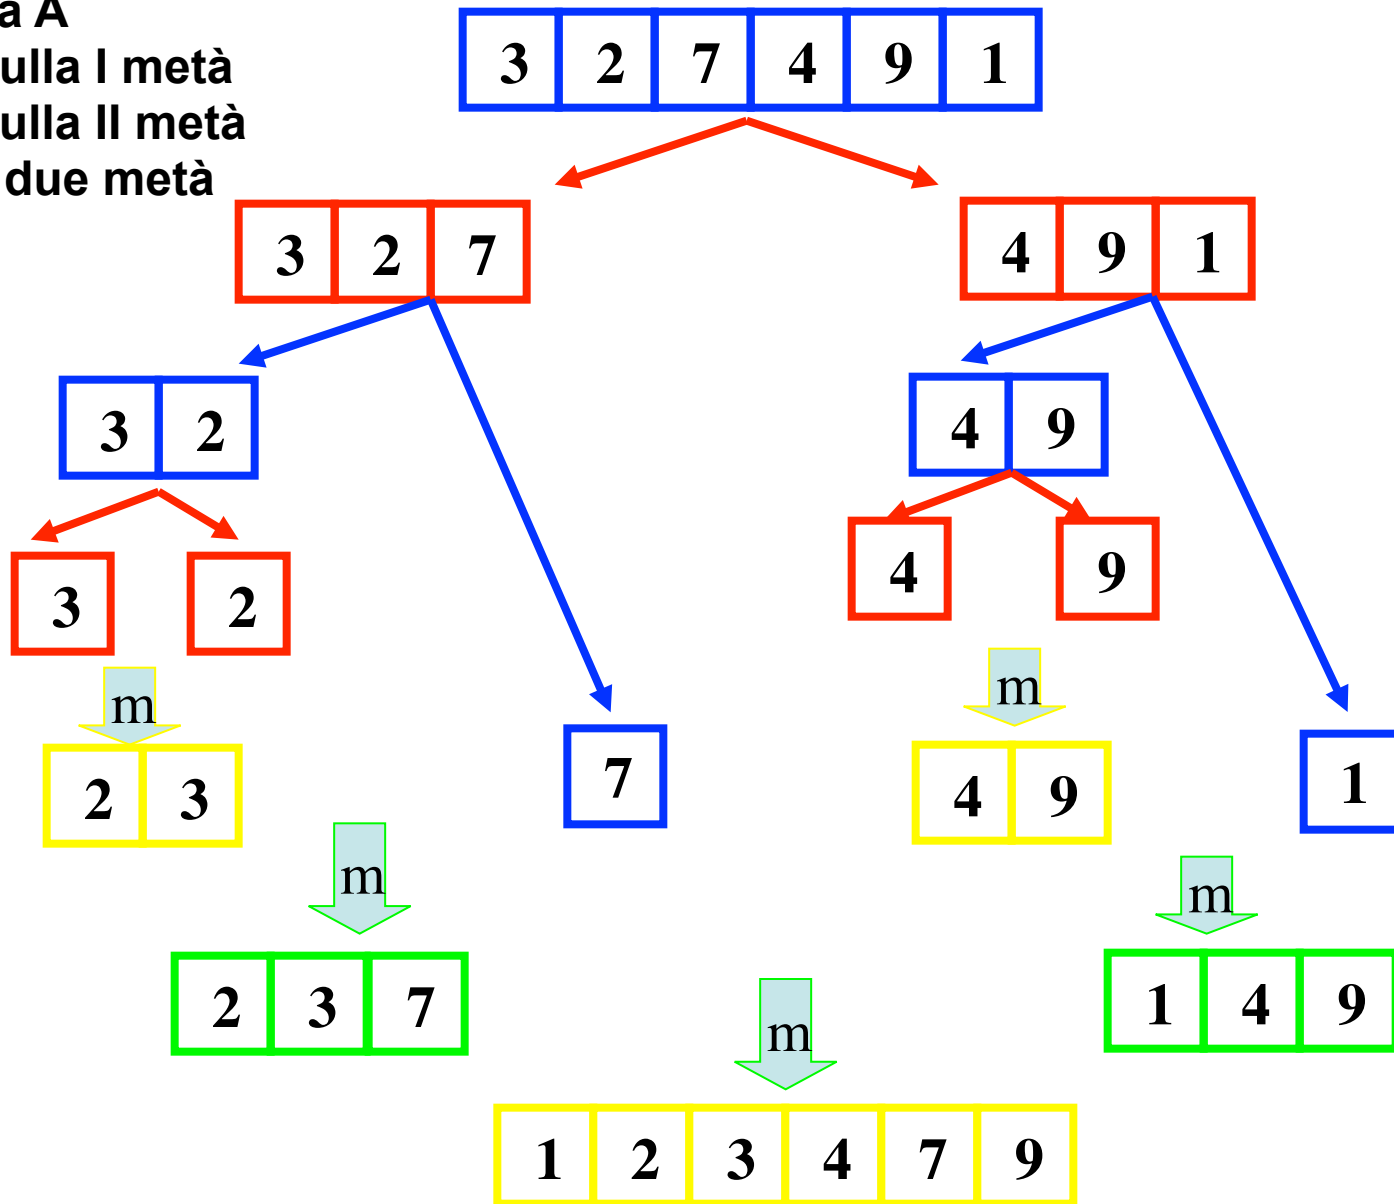 a A
ulla I metà
ulla II metà
due metà
3 2 7 4 9 1
3 2 7
4 9 1
3 2
4 9
3
2
4
9
m
m
2 3
7
4 9
1
m
m
2 3 7
1 4 9
m
1 2 3 4 7 9